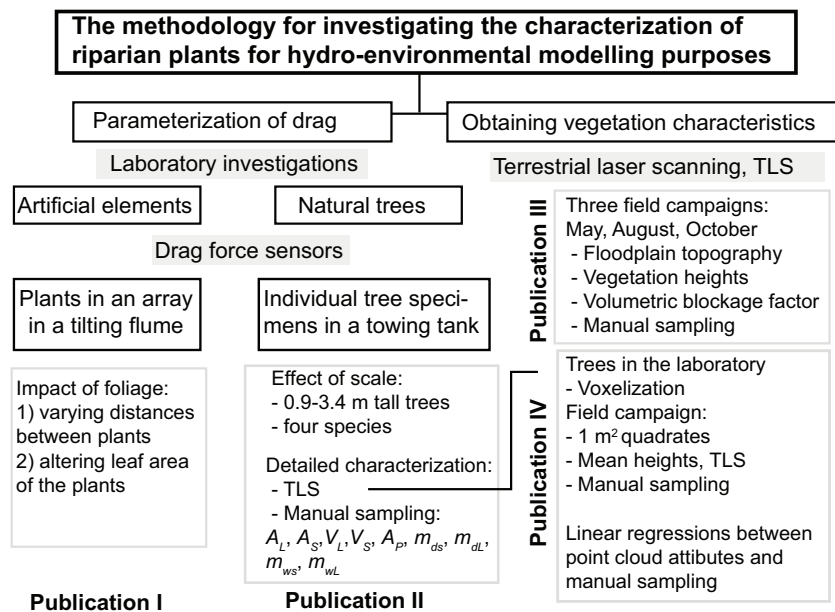 The methodology for investigating the characterization of
riparian plants for hydro-environmental modelling purposes
Parameterization of drag
Obtaining vegetation characteristics
Laboratory investigations
Terrestrial laser scanning, TLS
Artificial elements
Natural trees
Drag force sensors
Plants in an array
in a tilting flume
Individual tree speci-
mens in a towing tank
Impact of foliage:
1) varying distances
between plants
2) altering leaf area
of the plants
Publication I
Effect of scale:
- 0.9-3.4 m tall trees
- four species
Detailed characterization:
- TLS
- Manual sampling:
A_L, A_S, V_L, V_S, A_P, m_ds, m_dL,
m_ws, m_wL
Publication II
Publication III
Three field campaigns:
May, August, October
- Floodplain topography
- Vegetation heights
- Volumetric blockage factor
- Manual sampling
Publication IV
Trees in the laboratory
- Voxelization
Field campaign:
- 1 m² quadrates
- Mean heights, TLS
- Manual sampling
Linear regressions between
point cloud attibutes and
manual sampling